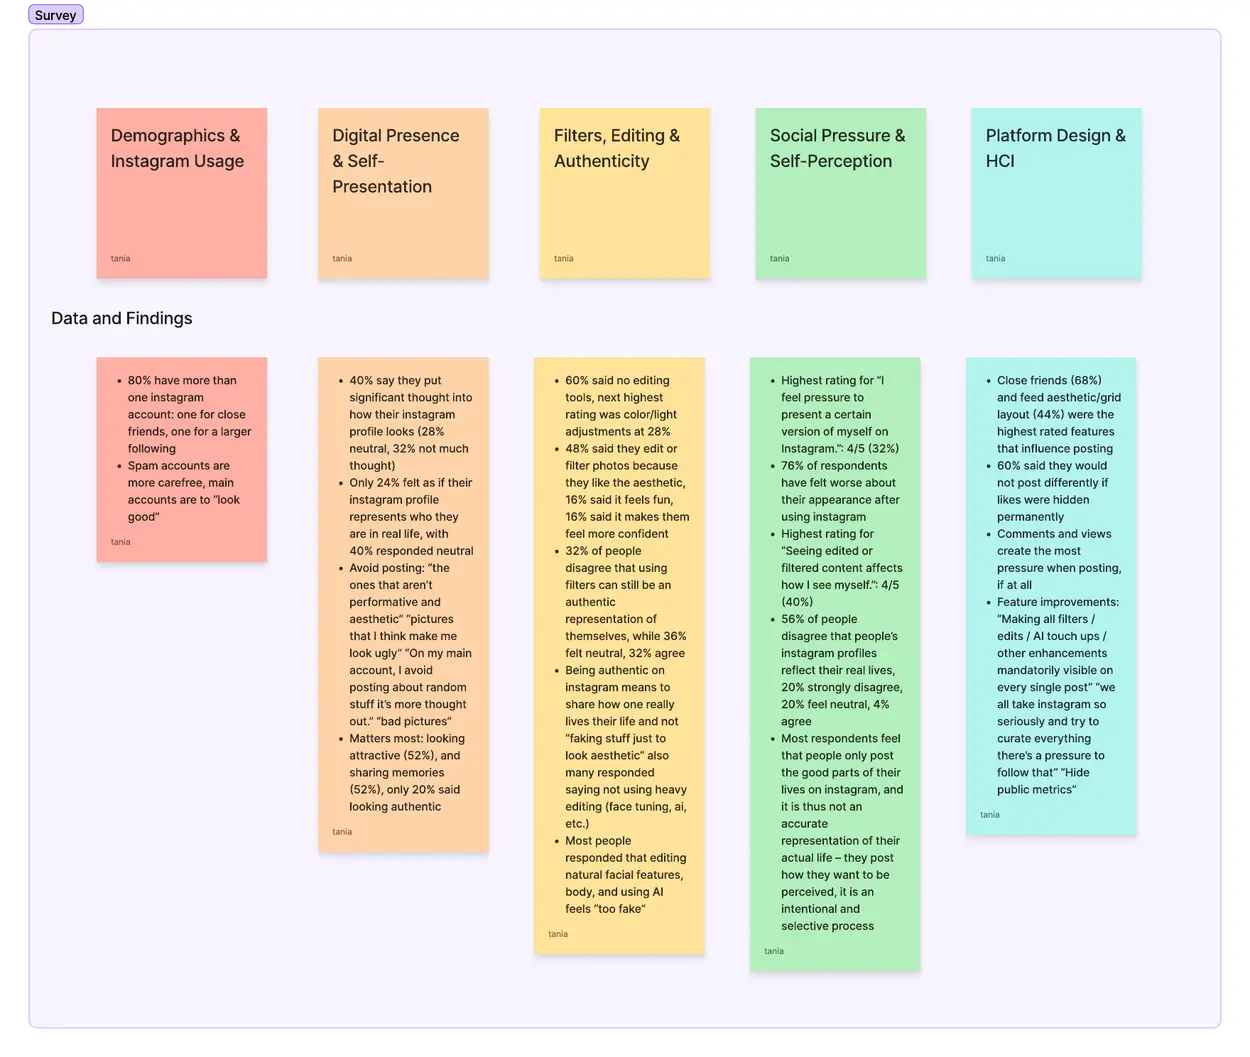 Survey
Demographics &
Instagram Usage
tania
Digital Presence
& Self-
Presentation
tania
Filters, Editing &
Authenticity
tania
Social Pressure &
Self-Perception
tania
Platform Design &
HCI
tania
Data and Findings
• 80% have more than
one instagram
account: one for close
friends, one for a larger
following
• Spam accounts are
more carefree, main
accounts are to “look
good”
tania
• 40% say they put
significant thought into
how their instagram
profile looks (28%
neutral, 32% not much
thought)
• Only 24% felt as if their
instagram profile
represents who they
are in real life, with
40% responded neutral
• Avoid posting: “the
ones that aren’t
performative and
aesthetic” “pictures
that I think make me
look ugly” “On my main
account, I avoid
posting about random
stuff it’s more thought
out.” “bad pictures”
• Matters most: looking
attractive (52%), and
sharing memories
(52%), only 20% said
looking authentic
tania
• 60% said no editing
tools, next highest
rating was color/light
adjustments at 28%
• 48% said they edit or
filter photos because
they like the aesthetic,
16% said it feels fun,
16% said it makes them
feel more confident
• 32% of people
disagree that using
filters can still be an
authentic
representation of
themselves, while 36%
felt neutral, 32% agree
• Being authentic on
instagram means to
share how one really
lives their life and not
“faking stuff just to
look aesthetic” also
many responded
saying not using heavy
editing (face tuning, ai,
etc.)
• Most people
responded that editing
natural facial features,
body, and using AI
feels “too fake”
tania
• Highest rating for “I
feel pressure to
present a certain
version of myself on
Instagram.”: 4/5 (32%)
• 76% of respondents
have felt worse about
their appearance after
using instagram
• Highest rating for
“Seeing edited or
filtered content affects
how I see myself.”: 4/5
(40%)
• 56% of people
disagree that people’s
instagram profiles
reflect their real lives,
20% strongly disagree,
20% feel neutral, 4%
agree
• Most respondents feel
that people only post
the good parts of their
lives on instagram, and
it is thus not an
accurate
representation of their
actual life – they post
how they want to be
perceived, it is an
intentional and
selective process
tania
• Close friends (68%)
and feed aesthetic/grid
layout (44%) were the
highest rated features
that influence posting
• 60% said they would
not post differently if
likes were hidden
permanently
• Comments and views
create the most
pressure when posting,
if at all
• Feature improvements:
“Making all filters /
edits / AI touch ups /
other enhancements
mandatorily visible on
every single post” “we
all take instagram so
seriously and try to
curate everything
there’s a pressure to
follow that” “Hide
public metrics”
tania